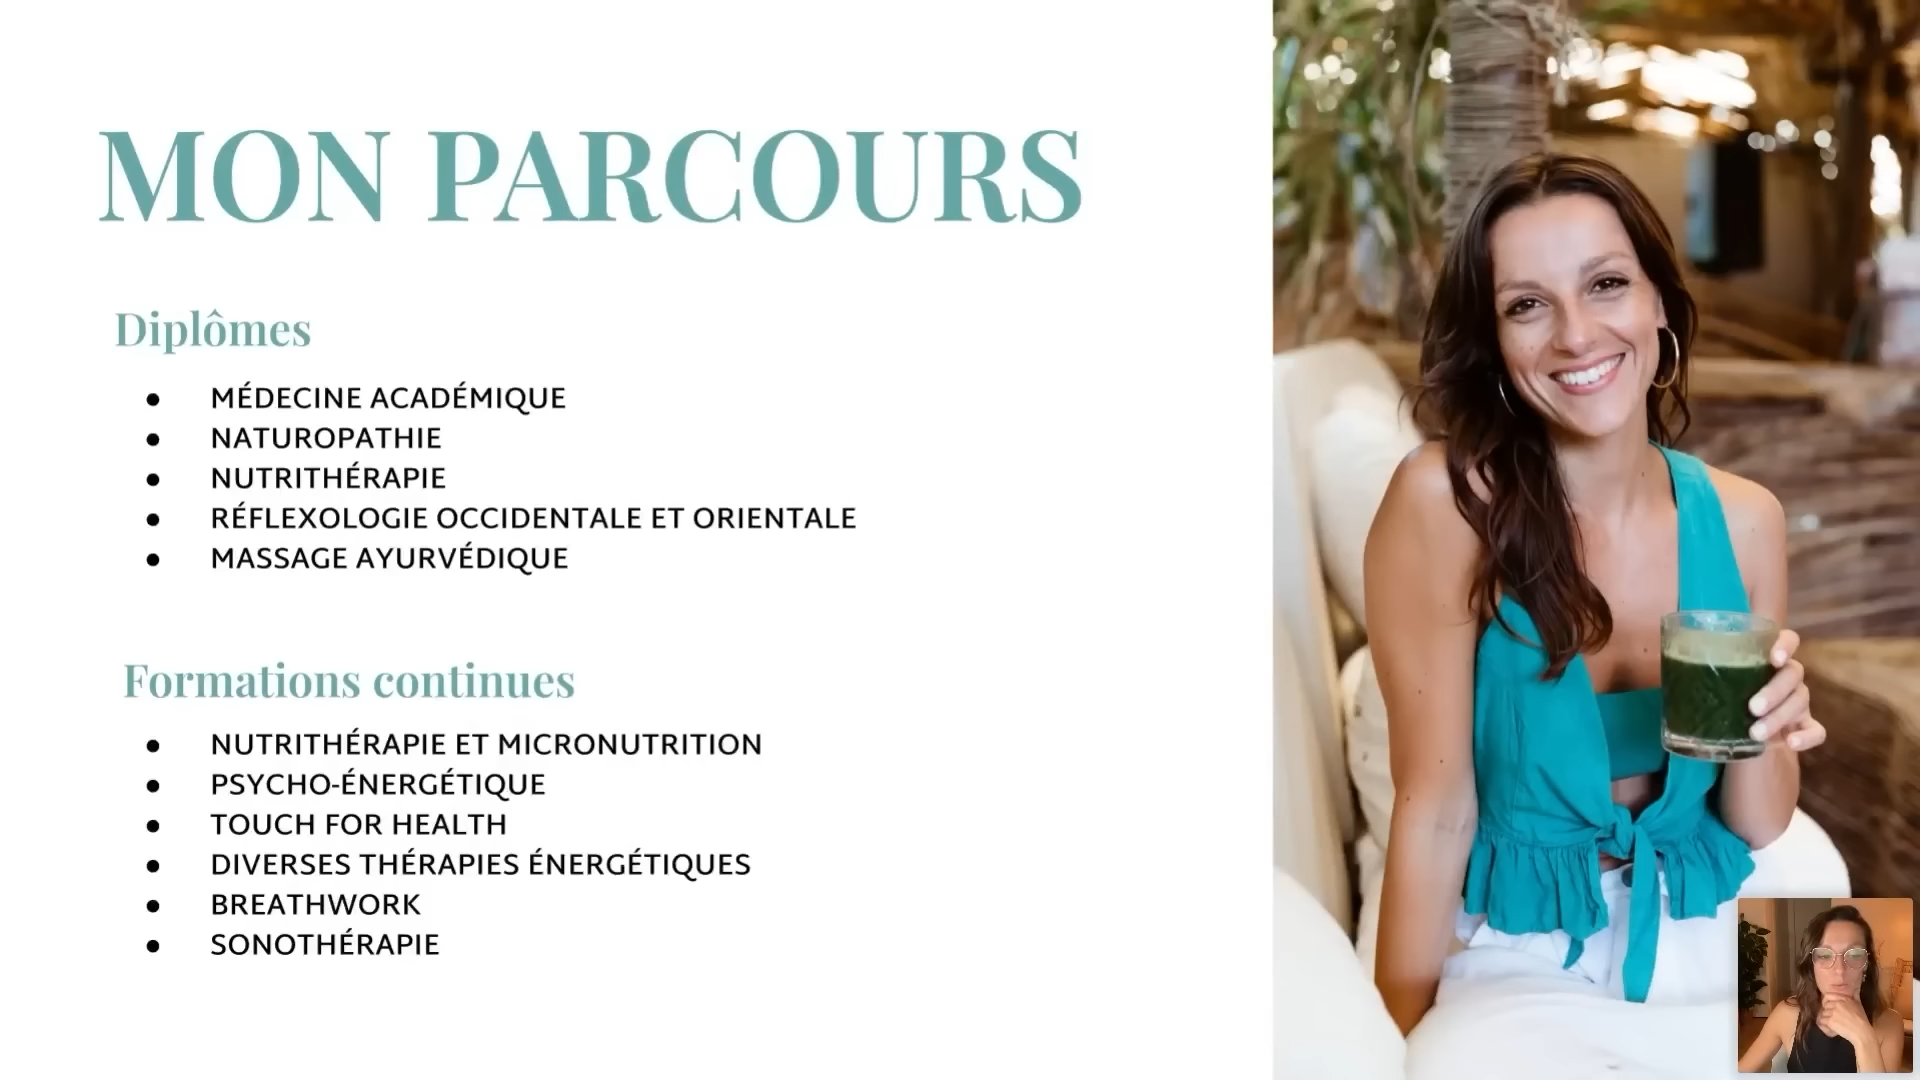 MON PARCOURS
Diplômes
MÉDECINE ACADÉMIQUE
NATUROPATHIE
NUTRITHÉRAPIE
RÉFLEXOLOGIE OCCIDENTALE ET ORIENTALE
MASSAGE AYURVÉDIQUE
Formations continues
NUTRITHÉRAPIE ET MICRONUTRITION
PSYCHO-ÉNERGÉTIQUE
TOUCH FOR HEALTH
DIVERSES THÉRAPIES ÉNERGÉTIQUES
BREATHWORK
SONOTHÉRAPIE